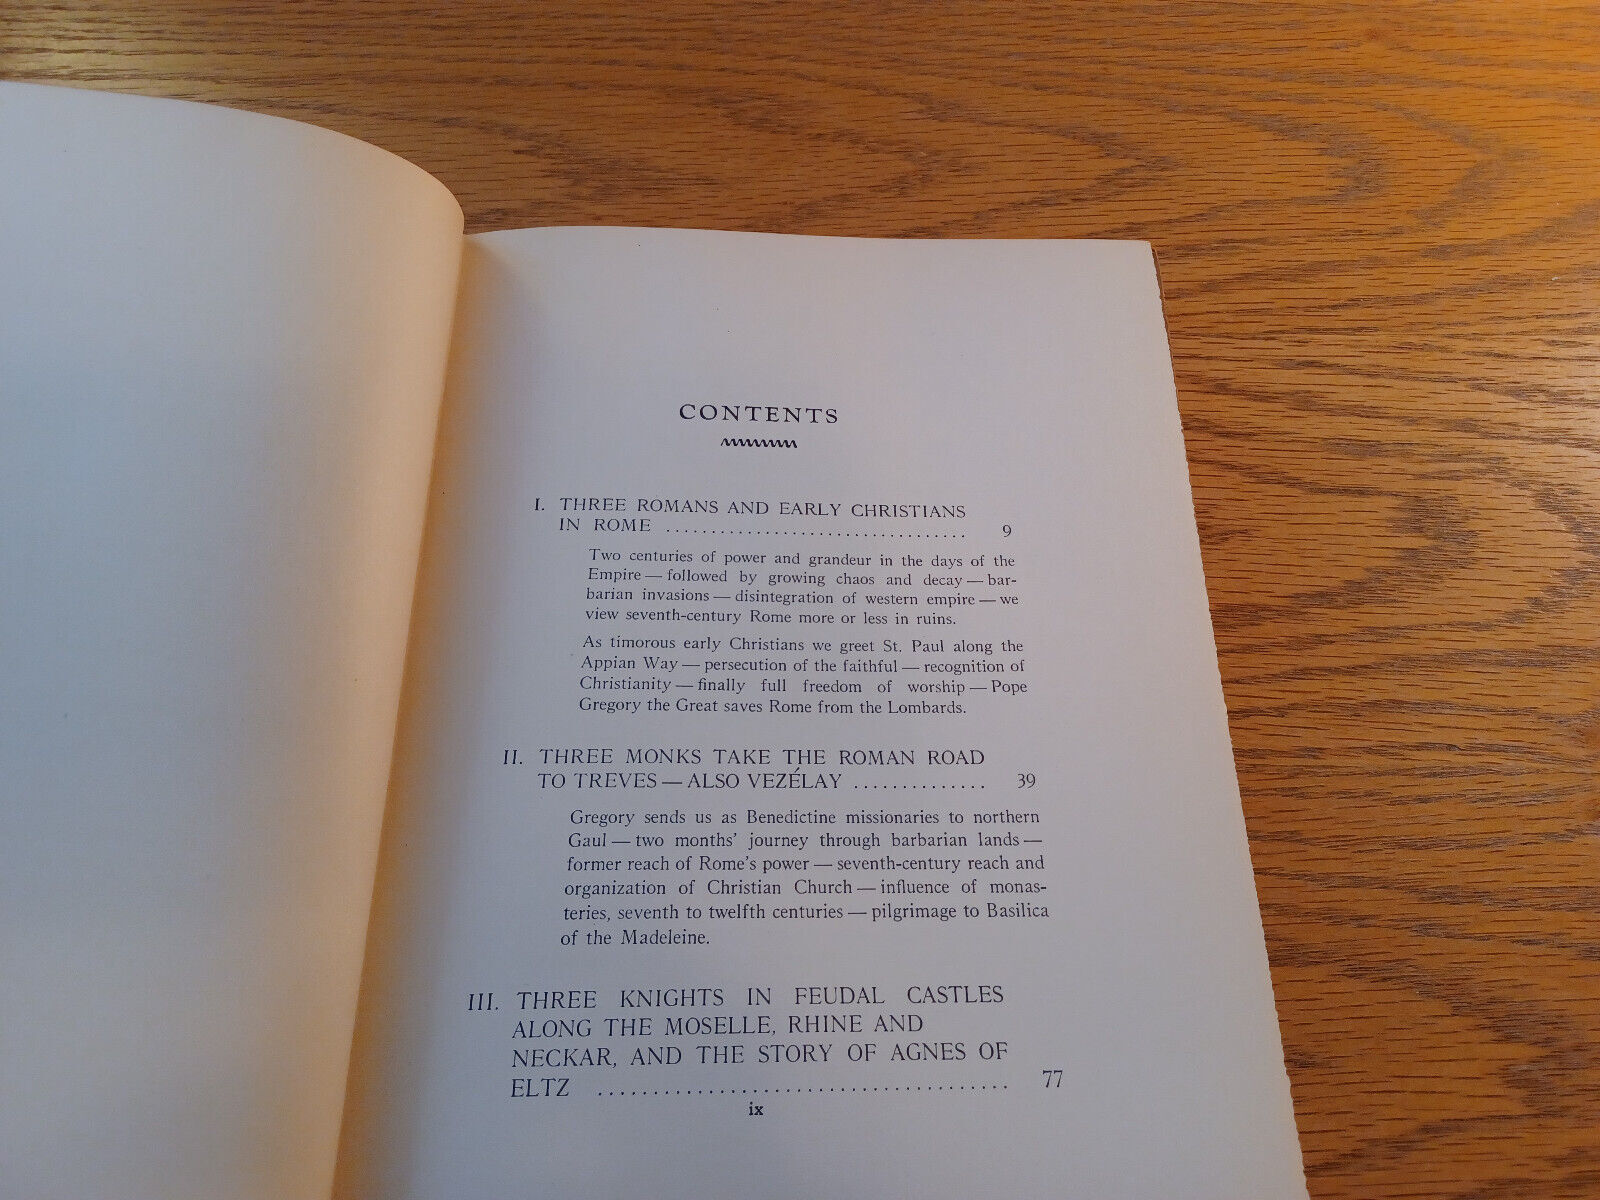 CONTENTS
I. THREE ROMANS AND EARLY CHRISTIANS
IN ROME .................................. 9
Two centuries of power and grandeur in the days of the
Empire — followed by growing chaos and decay — bar-
barian invasions — disintegration of western empire — we
view seventh-century Rome more or less in ruins.
As timorous early Christians we greet St. Paul along the
Appian Way — persecution of the faithful — recognition of
Christianity — finally full freedom of worship — Pope
Gregory the Great saves Rome from the Lombards.
II. THREE MONKS TAKE THE ROMAN ROAD
TO TREVES — ALSO VEZÉLAY .............. 39
Gregory sends us as Benedictine missionaries to northern
Gaul — two months' journey through barbarian lands —
former reach of Rome's power — seventh-century reach and
organization of Christian Church — influence of monas-
teries, seventh to twelfth centuries — pilgrimage to Basilica
of the Madeleine.
III. THREE KNIGHTS IN FEUDAL CASTLES
ALONG THE MOSELLE, RHINE AND
NECKAR, AND THE STORY OF AGNES OF
ELTZ ..................................... 77
ix